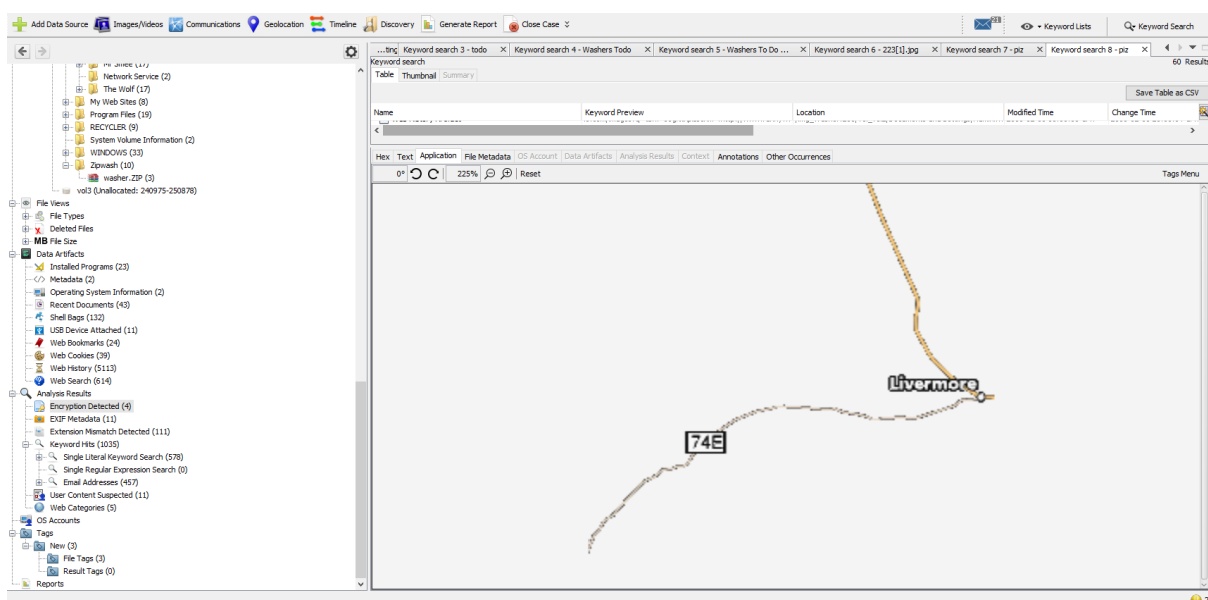 Add Data Source Images/Videos Communications Geolocation Timeline Discovery Generate Report Close Case Keyword Lists Keyword Search
Mr Smee (17)
Network Service (2)
The Wolf (17)
My Web Sites (8)
Program Files (19)
RECYCLER (9)
System Volume Information (2)
WINDOWS (33)
Zipwash (10)
washer.ZIP (3)
vol3 (Unallocated: 240975-250878)
File Views
File Types
Deleted Files
MB File Size
Data Artifacts
Installed Programs (23)
Metadata (2)
Operating System Information (2)
Recent Documents (43)
Shell Bags (132)
USB Device Attached (11)
Web Bookmarks (24)
Web Cookies (39)
Web History (5113)
Web Search (614)
Analysis Results
Encryption Detected (4)
EXIF Metadata (11)
Extension Mismatch Detected (111)
Keyword Hits (1035)
Single Literal Keyword Search (578)
Single Regular Expression Search (0)
Email Addresses (457)
User Content Suspected (11)
Web Categories (5)
OS Accounts
Tags
New (3)
File Tags (3)
Result Tags (0)
Reports
...ting Keyword search 3 - todo Keyword search 4 - Washers Todo Keyword search 5 - Washers To Do ... Keyword search 6 - 223[1].jpg Keyword search 7 - piz Keyword search 8 - piz
Keyword search 60 Results
Table Thumbnail Summary
Save Table as CSV
Name Keyword Preview Location Modified Time Change Time
Hex Text Application File Metadata OS Account Data Artifacts Analysis Results Context Annotations Other Occurrences
0° 225% Reset Tags Menu
Livermore
74E